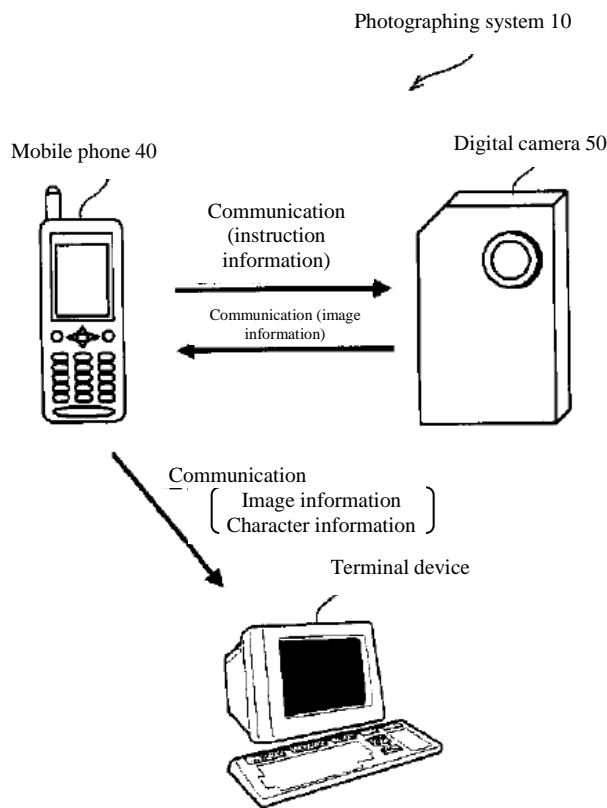 Photographing system 10
Mobile phone 40
Digital camera 50
Communication
(instruction
information)
Communication (image
information)
Communication
Image information
Character information
Terminal device